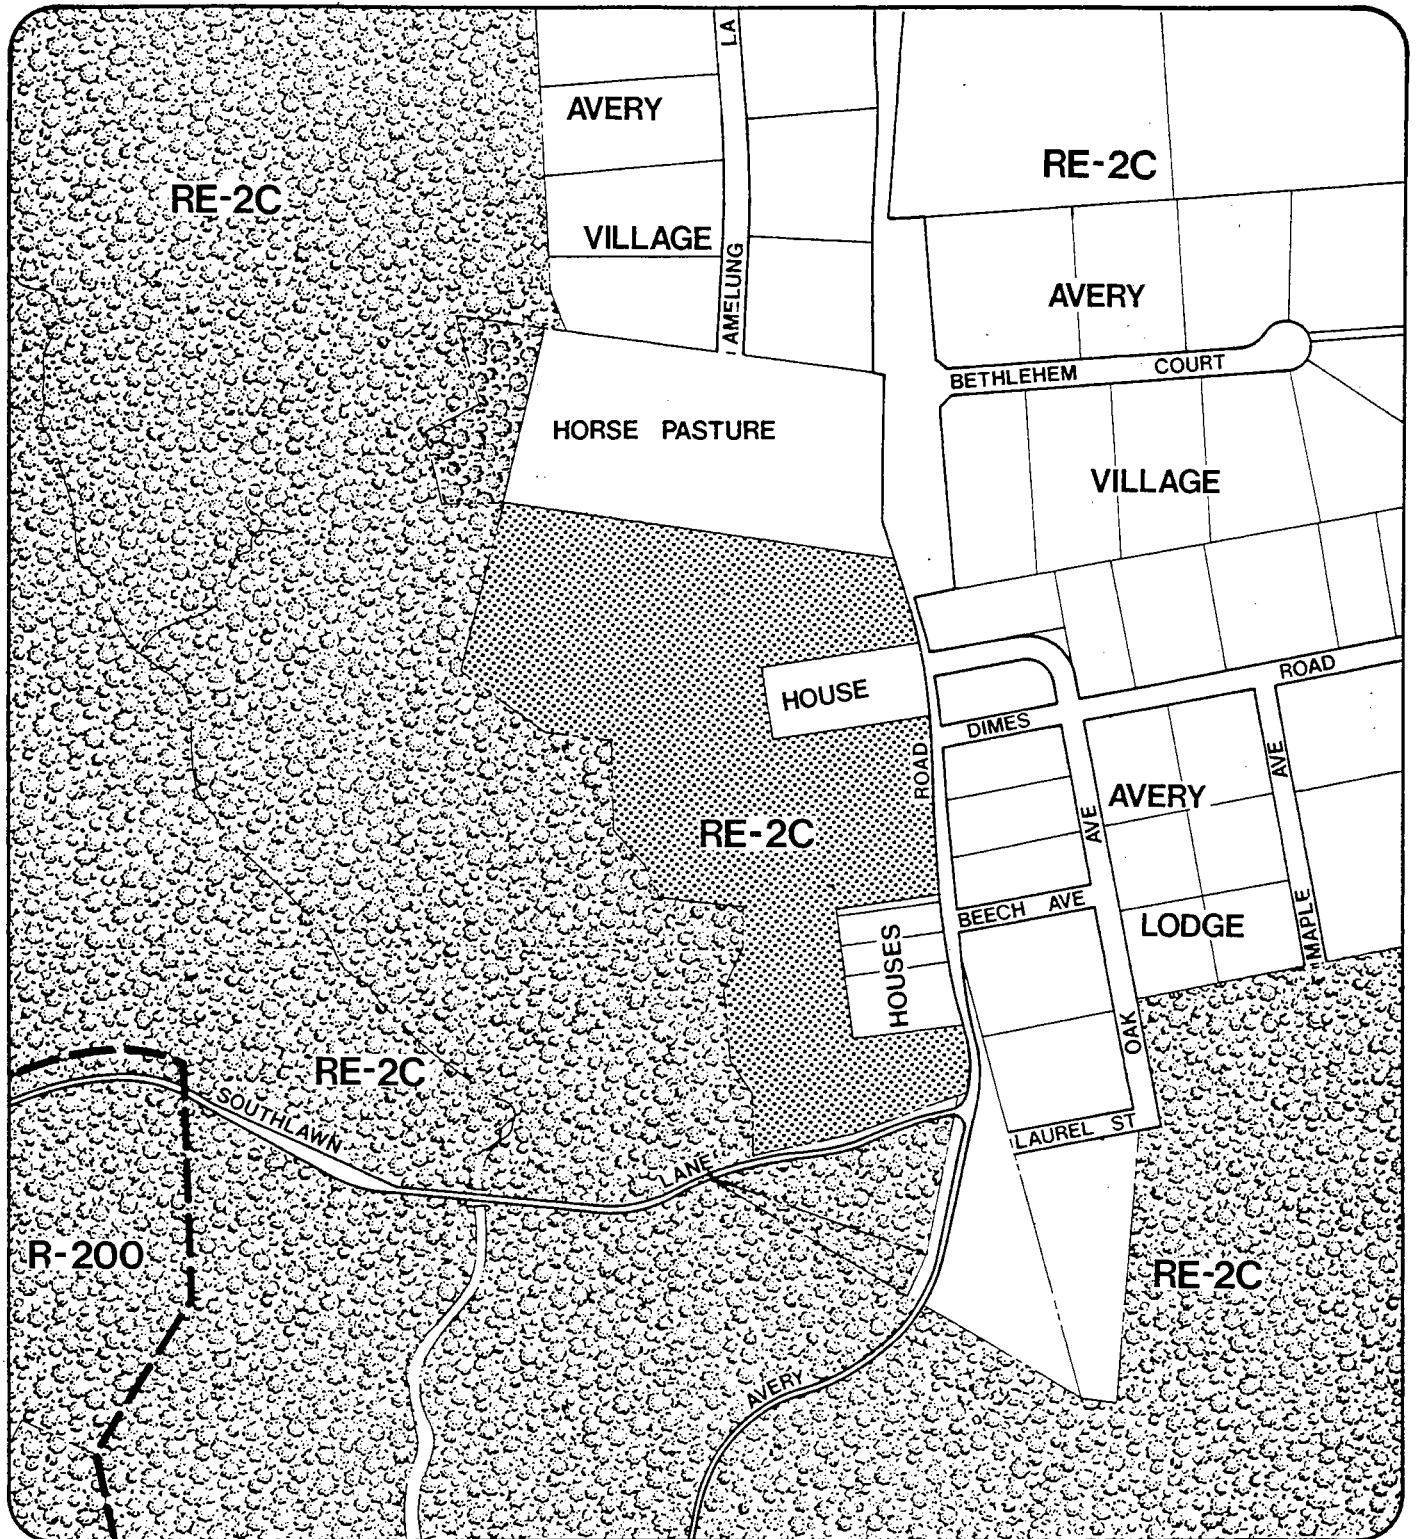 LA
AVERY
RE-2C
RE-2C
VILLAGE
AMELUNG
AVERY
BETHLEHEM COURT
HORSE PASTURE
VILLAGE
HOUSE
ROAD
DIMES
ROAD
AVE
AVERY
AVE
RE-2C
BEECH AVE
HOUSES
LODGE
MAPLE
OAK
RE-2C
SOUTHLAWN
LAUREL ST
LANE
R-200
RE-2C
AVERY